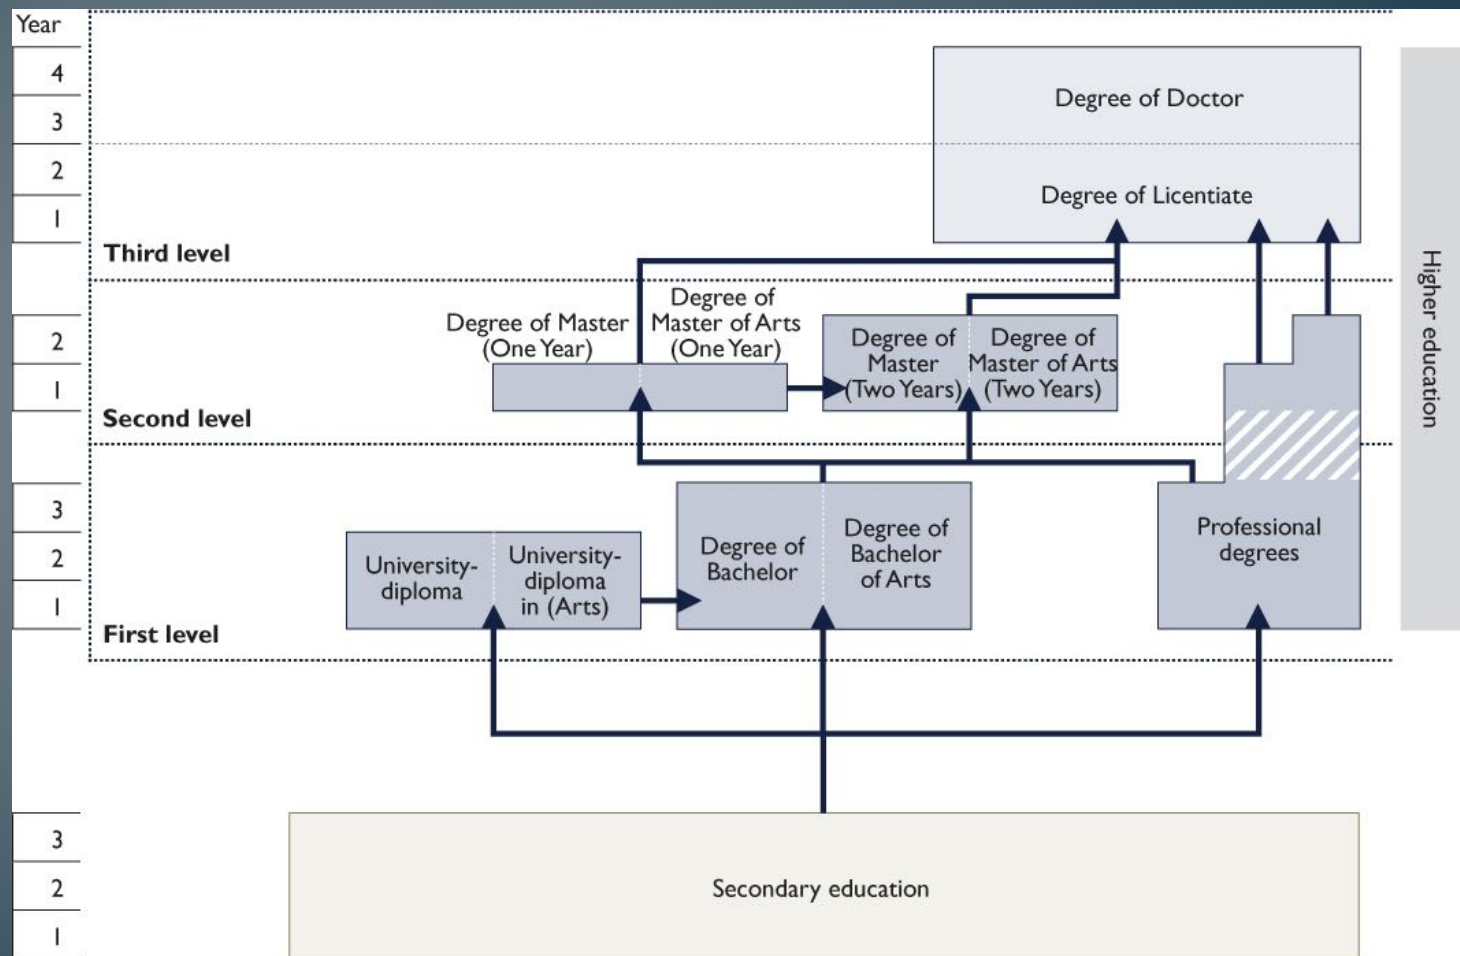 Year
4
3
2
1
Degree of Doctor
Degree of Licentiate
Third level
2
1
Degree of Master
(One Year)
Degree of
Master of Arts
(One Year)
Degree of
Master
(Two Years)
Degree of
Master of Arts
(Two Years)
Second level
3
2
1
University-
diploma
University-
diploma
in (Arts)
Degree of
Bachelor
Degree of
Bachelor
of Arts
Professional
degrees
First level
Higher education
3
2
1
Secondary education